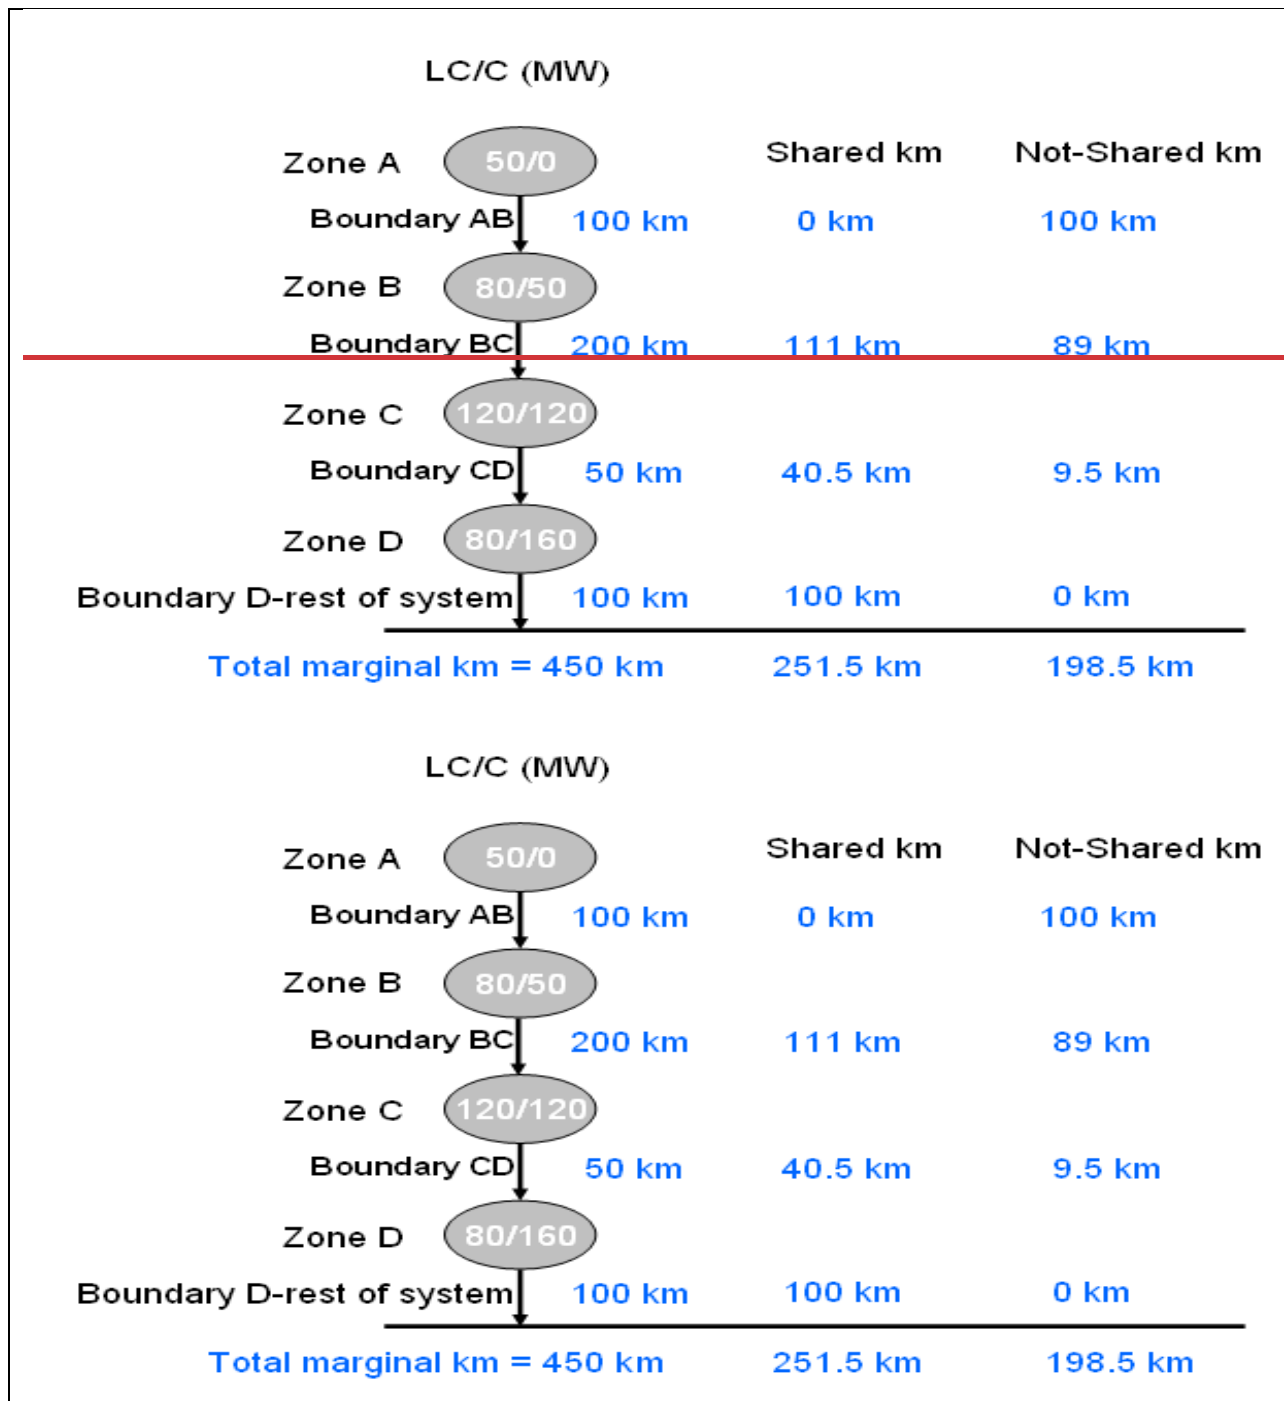 LC/C (MW)
Zone A 50/0 Shared km Not-Shared km
Boundary AB 100 km 0 km 100 km
Zone B 80/50
Boundary BC 200 km 111 km 89 km
Zone C 120/120
Boundary CD 50 km 40.5 km 9.5 km
Zone D 80/160
Boundary D-rest of system 100 km 100 km 0 km
Total marginal km = 450 km 251.5 km 198.5 km
LC/C (MW)
Zone A 50/0 Shared km Not-Shared km
Boundary AB 100 km 0 km 100 km
Zone B 80/50
Boundary BC 200 km 111 km 89 km
Zone C 120/120
Boundary CD 50 km 40.5 km 9.5 km
Zone D 80/160
Boundary D-rest of system 100 km 100 km 0 km
Total marginal km = 450 km 251.5 km 198.5 km